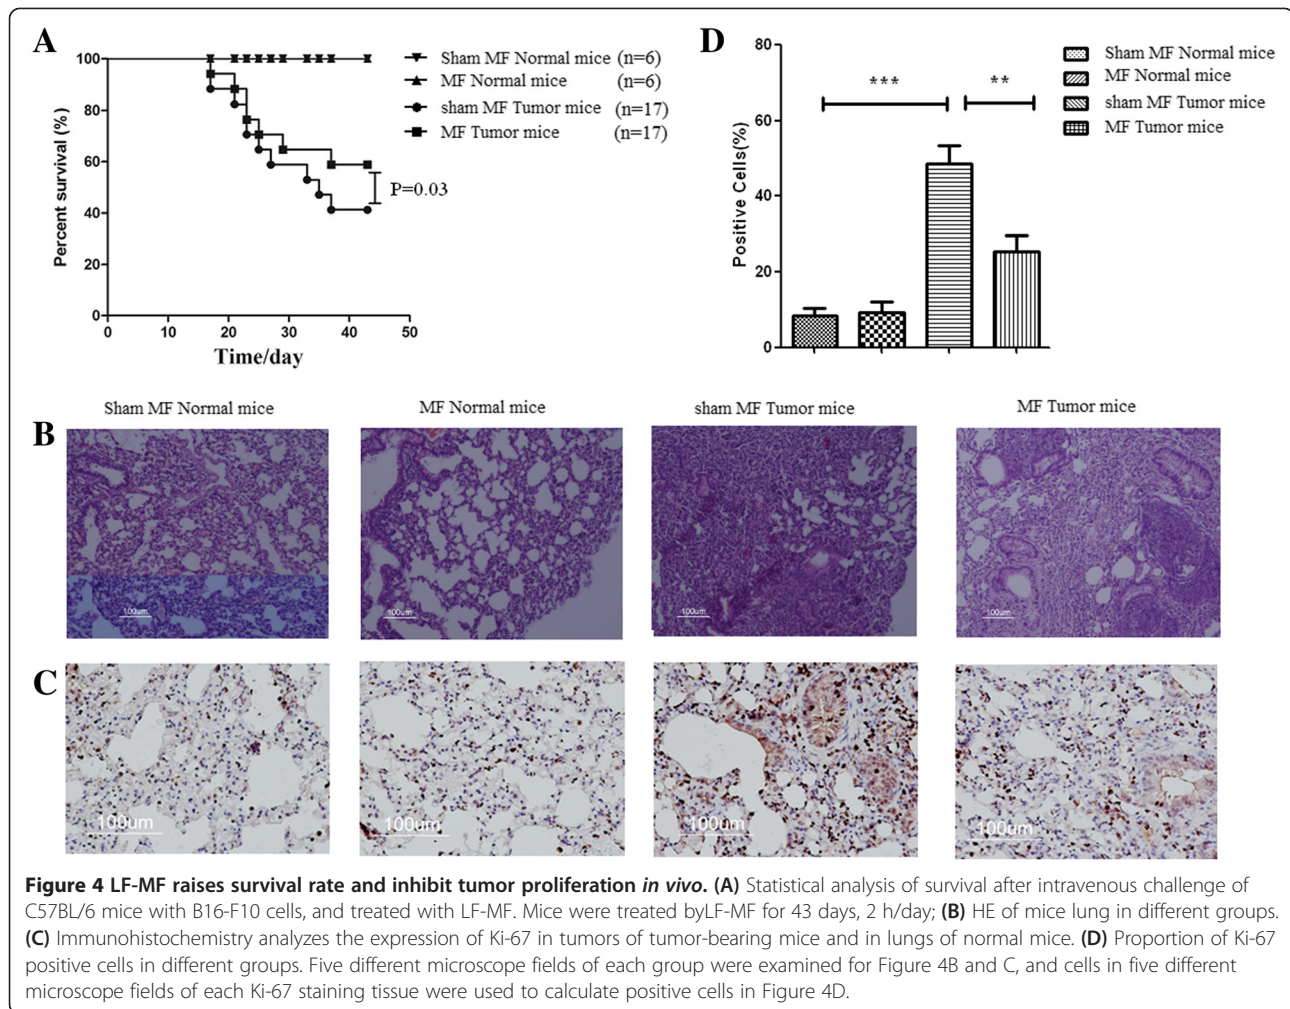 A
100
80
60
40
20
0
Percent survival (%)
0 10 20 30 40 50
Time/day
Sham MF Normal mice (n=6)
MF Normal mice (n=6)
sham MF Tumor mice (n=17)
MF Tumor mice (n=17)
P=0.03
D
80
60
40
20
0
Positive Cells(%)
*** **
Sham MF Normal mice
MF Normal mice
sham MF Tumor mice
MF Tumor mice
Sham MF Normal mice MF Normal mice sham MF Tumor mice MF Tumor mice
B
100um 100um 100um 100um
C
100um 100um 100um 100um
Figure 4 LF-MF raises survival rate and inhibit tumor proliferation in vivo. (A) Statistical analysis of survival after intravenous challenge of
C57BL/6 mice with B16-F10 cells, and treated with LF-MF. Mice were treated byLF-MF for 43 days, 2 h/day; (B) HE of mice lung in different groups.
(C) Immunohistochemistry analyzes the expression of Ki-67 in tumors of tumor-bearing mice and in lungs of normal mice. (D) Proportion of Ki-67
positive cells in different groups. Five different microscope fields of each group were examined for Figure 4B and C, and cells in five different
microscope fields of each Ki-67 staining tissue were used to calculate positive cells in Figure 4D.